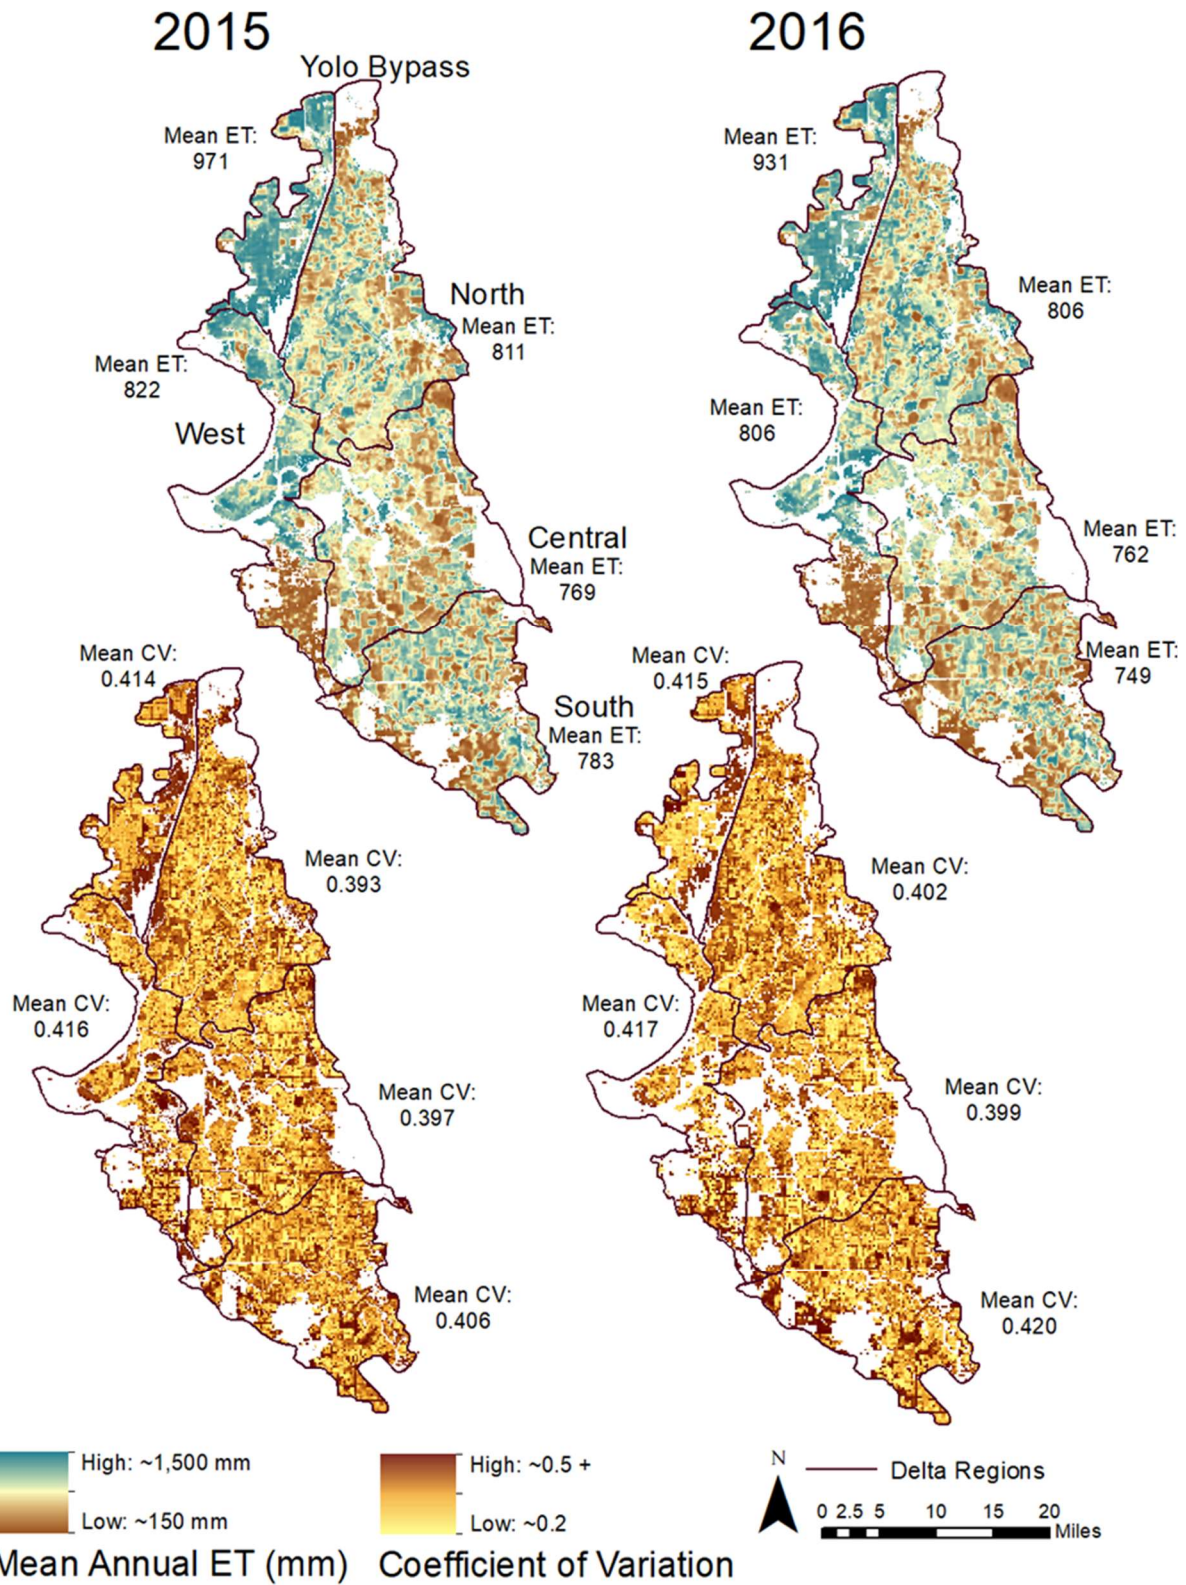 2015
2016
Yolo Bypass
Mean ET:
971
Mean ET:
931
North
Mean ET:
811
Mean ET:
806
Mean ET:
822
West
Mean ET:
806
Central
Mean ET:
769
Mean ET:
762
South
Mean ET:
783
Mean ET:
749
Mean CV:
0.414
Mean CV:
0.415
Mean CV:
0.393
Mean CV:
0.402
Mean CV:
0.416
Mean CV:
0.417
Mean CV:
0.397
Mean CV:
0.399
Mean CV:
0.406
Mean CV:
0.420
High: ~1,500 mm
Low: ~150 mm
Mean Annual ET (mm)
High: ~0.5 +
Low: ~0.2
Coefficient of Variation
N
Delta Regions
0 2.5 5 10 15 20
Miles